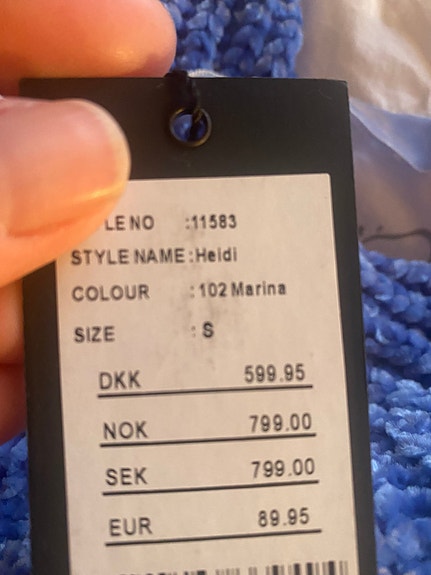 LE NO :11583
STYLE NAME :Heidi
COLOUR :102 Marina
SIZE : S
DKK 599.95
NOK 799.00
SEK 799.00
EUR 89.95